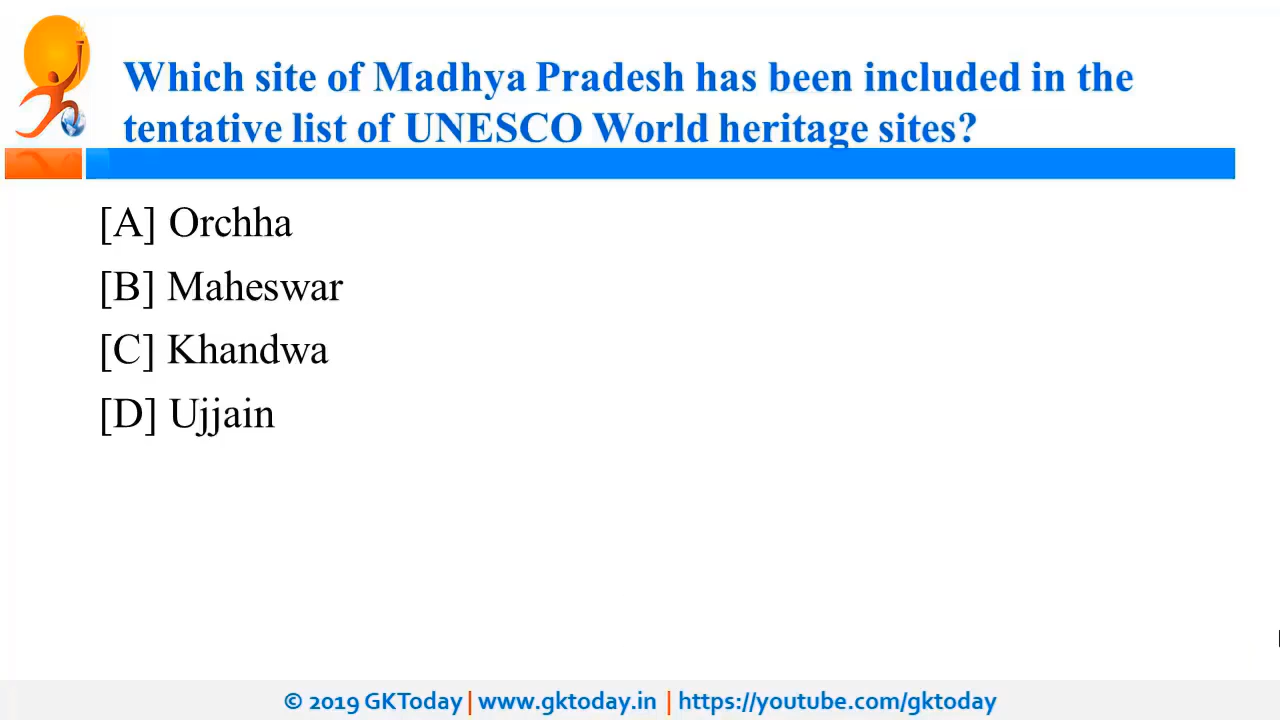 Which site of Madhya Pradesh has been included in the
tentative list of UNESCO World heritage sites?
[A] Orchha
[B] Maheswar
[C] Khandwa
[D] Ujjain
© 2019 GKToday | www.gktoday.in | https://youtube.com/gktoday